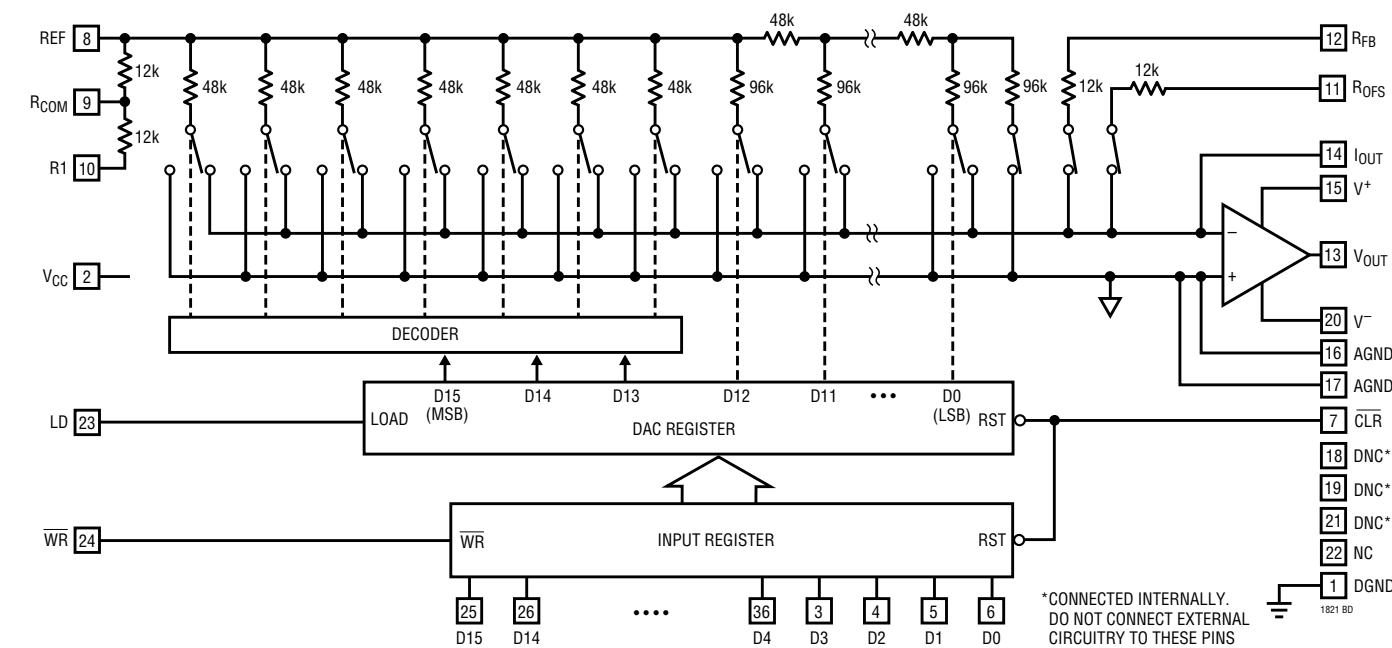 48k
48k
REF 8
12 RFB
12k
48k
48k
48k
48k
48k
48k
48k
96k
96k
96k
96k
12k
12k
11 ROFS
RCOM 9
12k
R1 10
14 IOUT
15 V+
−
+
13 VOUT
VCC 2
20 V−
DECODER
16 AGND
17 AGND
D15
(MSB)
D14
D13
D12
D11
•••
D0
(LSB)
LD 23
LOAD
DAC REGISTER
RST
7 CLR
18 DNC*
19 DNC*
21 DNC*
22 NC
1 DGND
1821 BD
WR 24
WR
INPUT REGISTER
RST
25
26
••••
36
3
4
5
6
D15
D14
D4
D3
D2
D1
D0
*CONNECTED INTERNALLY.
DO NOT CONNECT EXTERNAL
CIRCUITRY TO THESE PINS